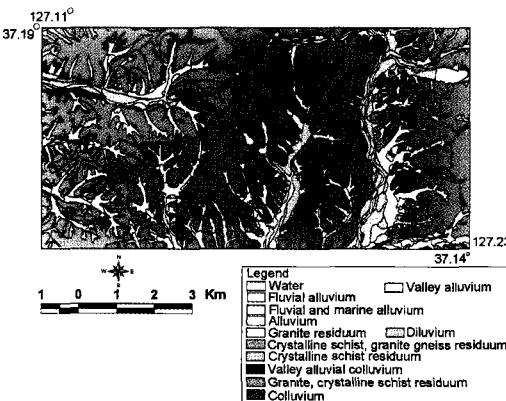 127.11°
37.19°
127.23
37.14°
N
W E
S
1 0 1 2 3 Km
Legend
Water
Valley alluvium
Fluvial alluvium
Fluvial and marine alluvium
Alluvium
Granite residuum
Diluvium
Crystalline schist, granite gneiss residuum
Crystalline schist residuum
Valley alluvial colluvium
Granite, crystalline schist residuum
Colluvium